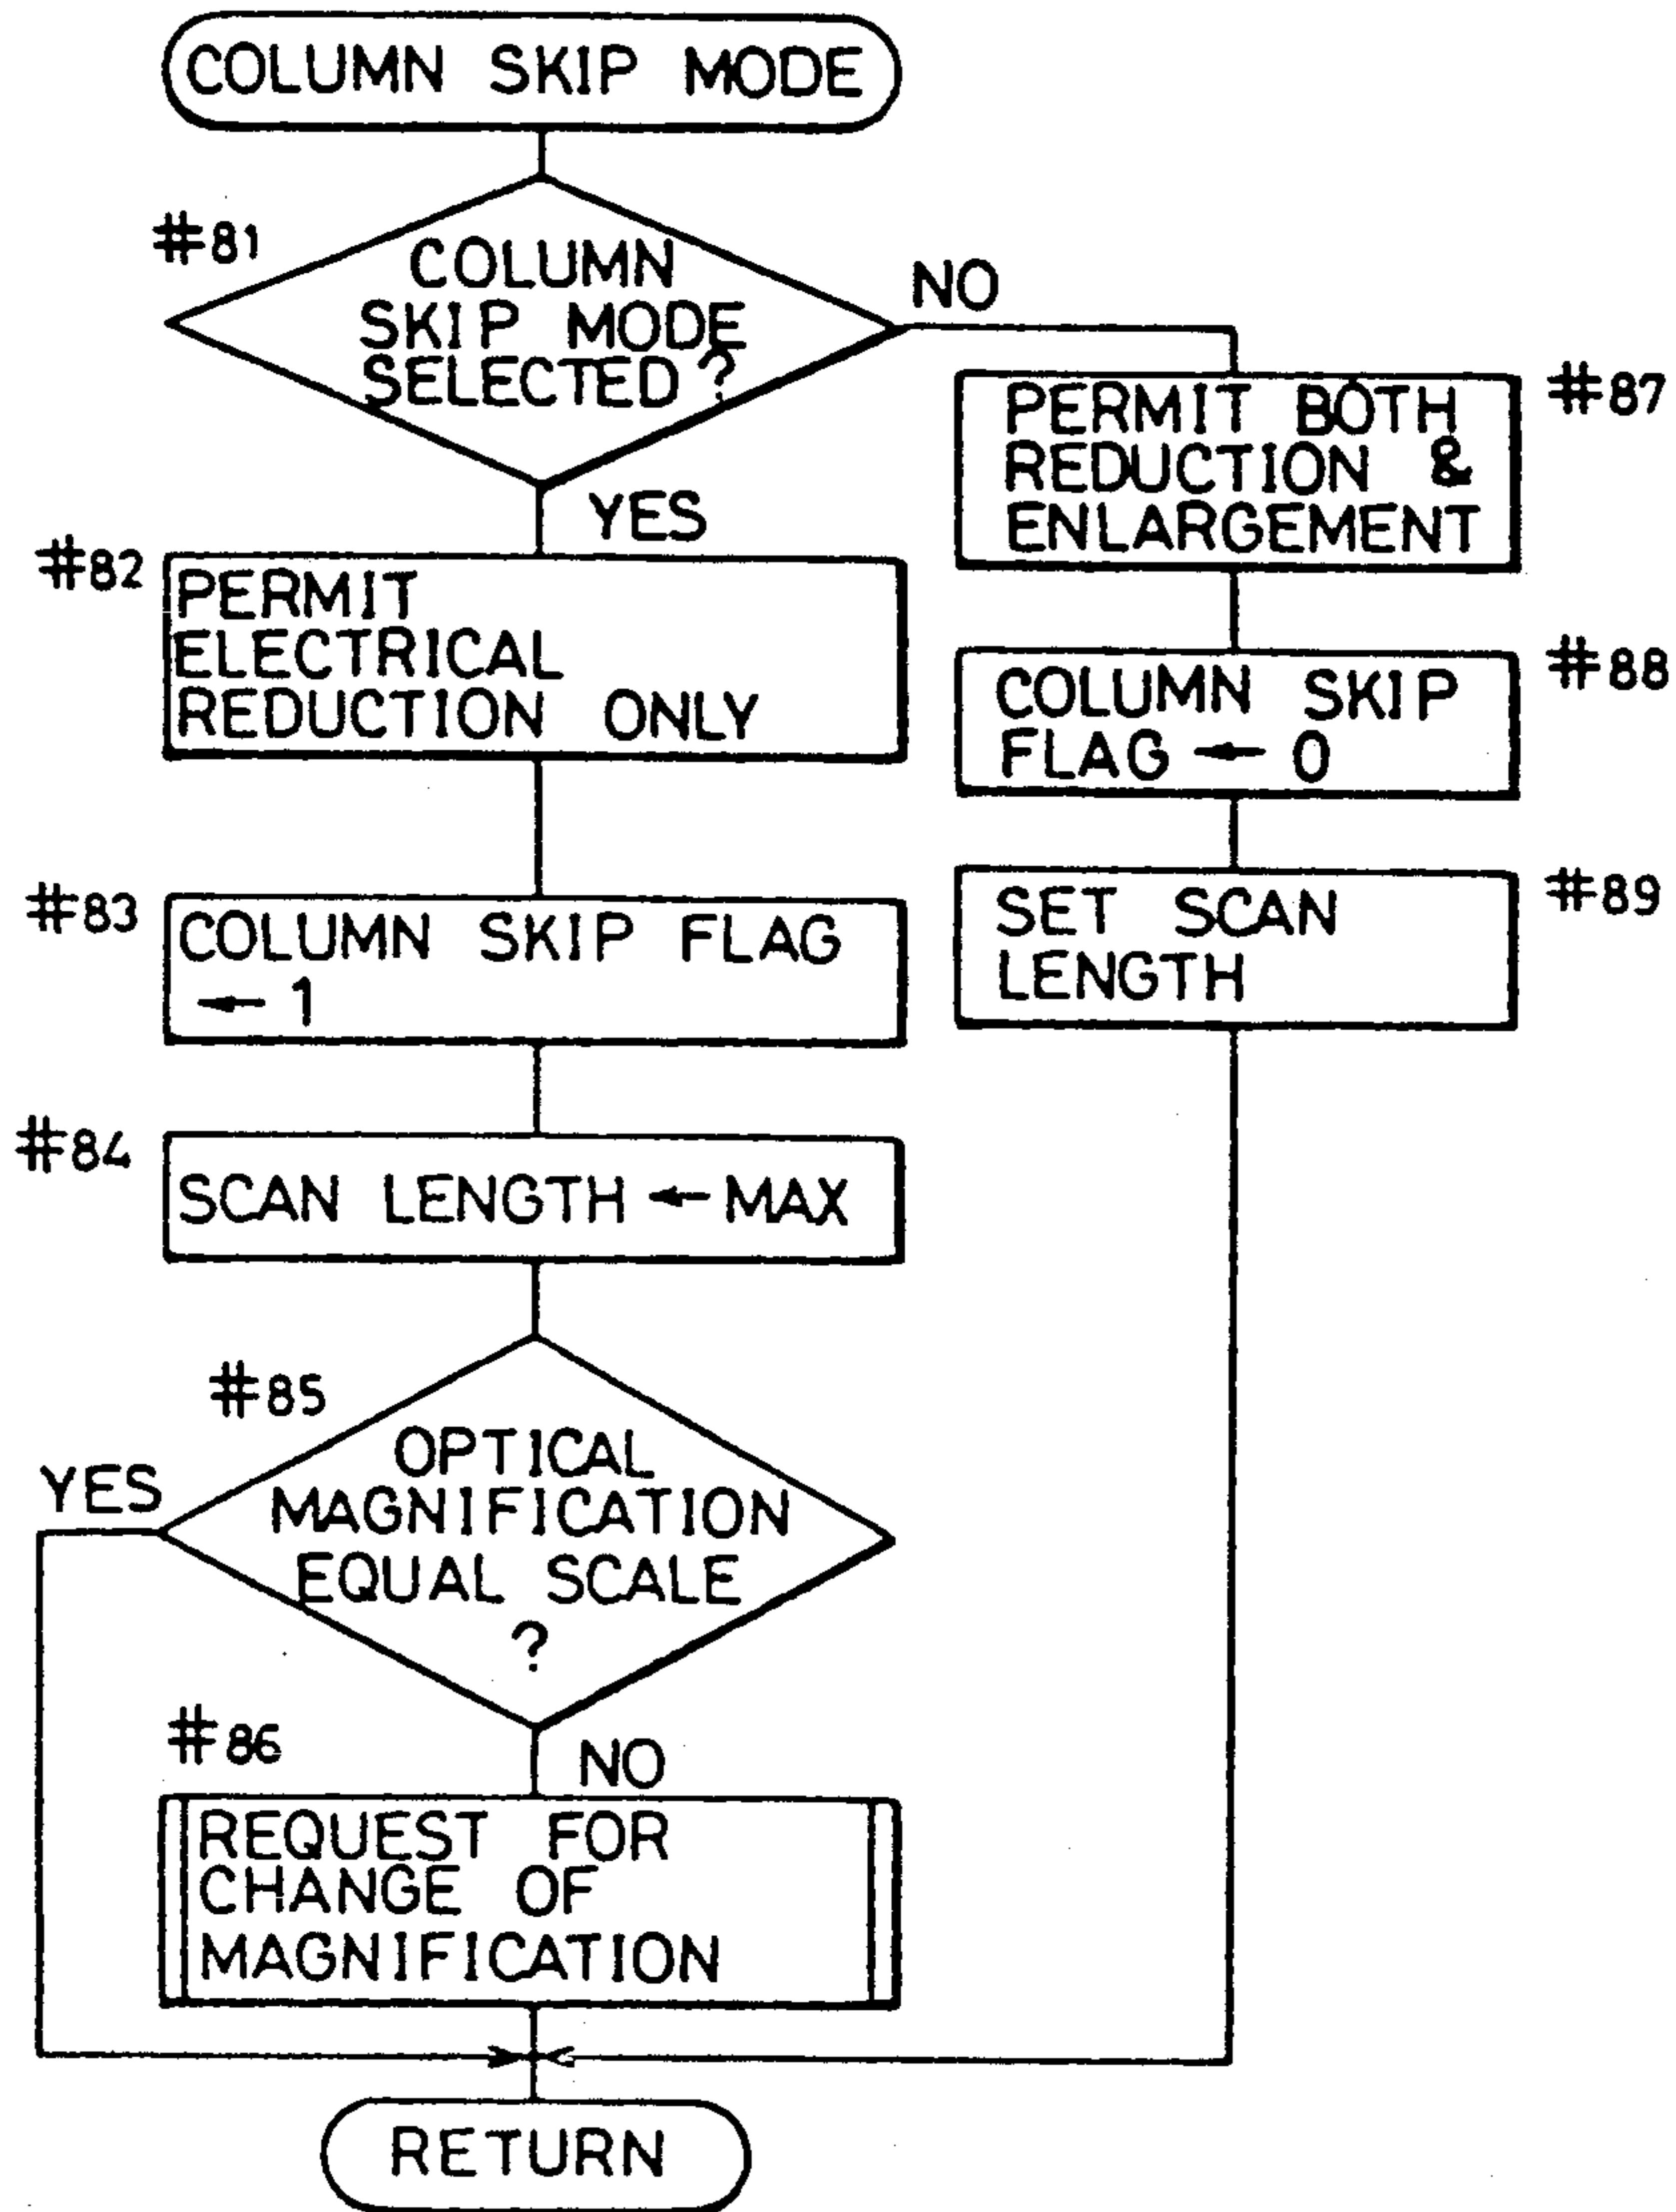 COLUMN SKIP MODE
#81
COLUMN
SKIP MODE
SELECTED ?
NO
YES
#82
PERMIT
ELECTRICAL
REDUCTION ONLY
#83
COLUMN SKIP FLAG
← 1
#84
SCAN LENGTH ← MAX
#85
OPTICAL
MAGNIFICATION
EQUAL SCALE
?
YES
NO
#86
REQUEST FOR
CHANGE OF
MAGNIFICATION
#87
PERMIT BOTH
REDUCTION &
ENLARGEMENT
#88
COLUMN SKIP
FLAG ← 0
#89
SET SCAN
LENGTH
RETURN